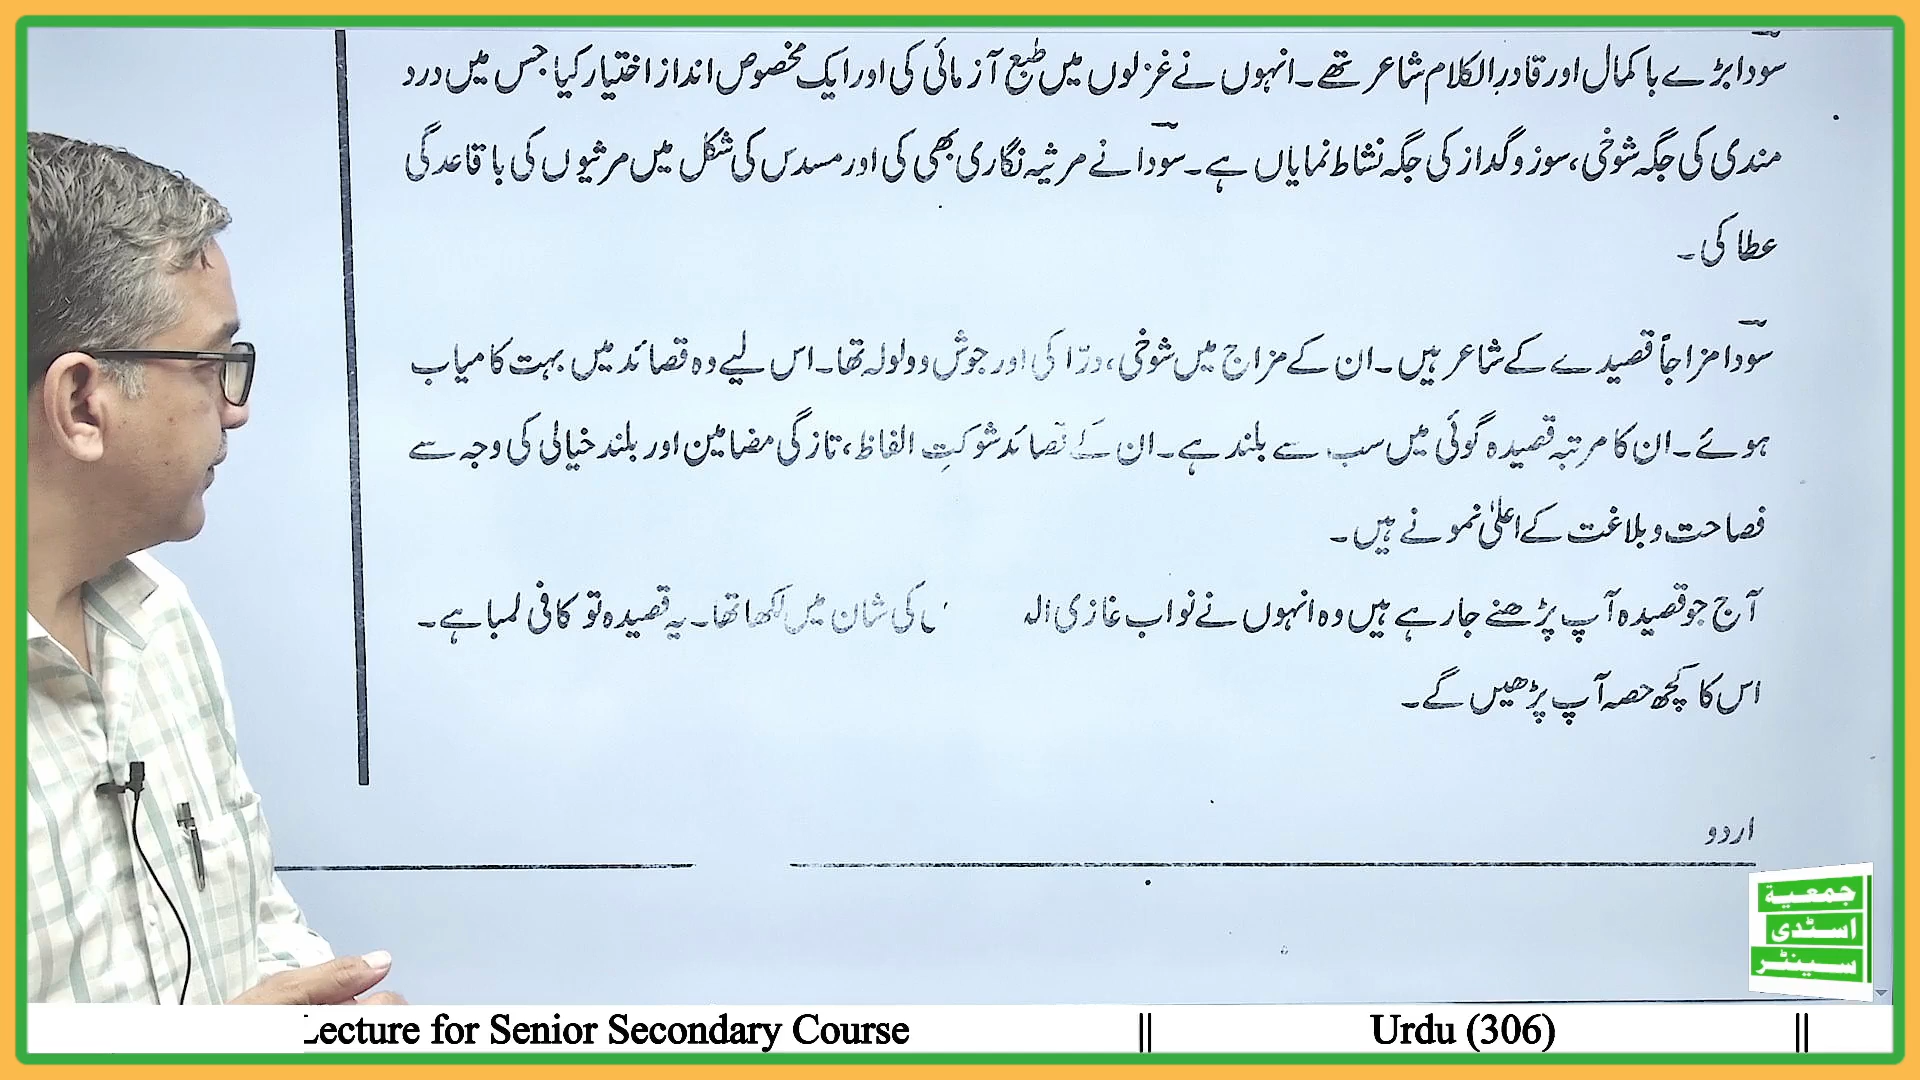 سودا بڑے باکمال اور قادر الکلام شاعر تھے۔ انہوں نے غزلوں میں طبع آزمائی کی اور ایک مخصوص انداز اختیار کیا جس میں درد
مندی کی جگہ شوخی، سوز و گداز کی جگہ نشاط نمایاں ہے۔ سودا نے مرثیہ نگاری بھی کی اور مسدس کی شکل میں مرثیوں کی باقاعدگی
عطا کی۔
سودا مزاجاً قصیدے کے شاعر ہیں۔ ان کے مزاج میں شوخی، درّاکی اور جوش و ولولہ تھا۔ اس لیے وہ قصائد میں بہت کامیاب
ہوئے۔ ان کا مرتبہ قصیدہ گوئی میں سب سے بلند ہے۔ ان کے قصائد شوکتِ الفاظ، تازگی مضامین اور بلند خیالی کی وجہ سے
فصاحت و بلاغت کے اعلیٰ نمونے ہیں۔
آج جو قصیدہ آپ پڑھنے جا رہے ہیں وہ انہوں نے نواب غازی کی شان میں لکھا تھا۔ یہ قصیدہ تو کافی لمبا ہے۔
اس کا کچھ حصہ آپ پڑھیں گے۔
اردو
جمعیة
اسٹڈی
سینٹر
Lecture for Senior Secondary Course || Urdu (306) ||